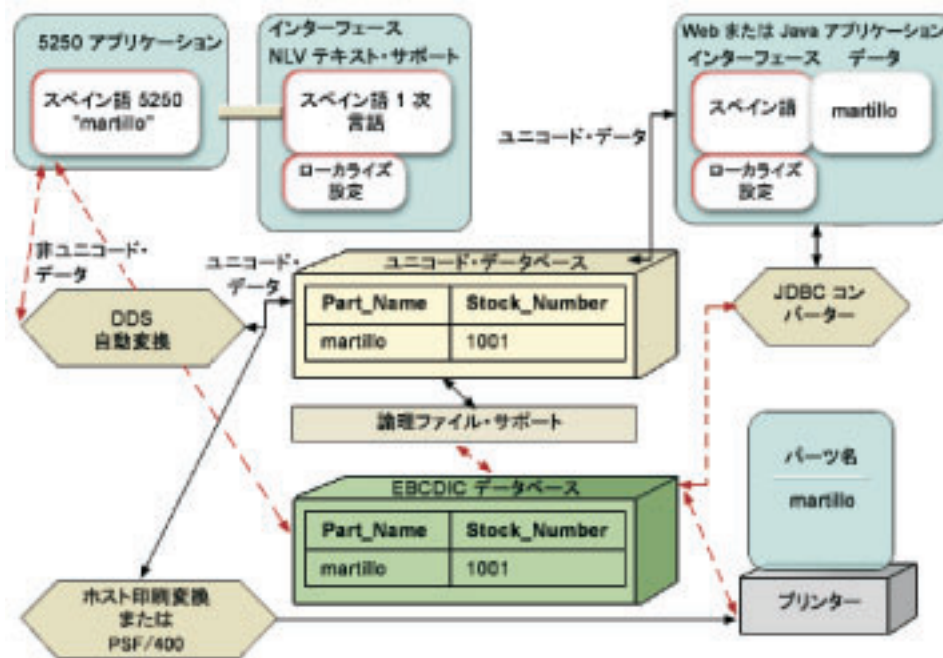 5250 アプリケーション
スペイン語 5250
"martillo"
インターフェース
NLV テキスト・サポート
スペイン語 1 次
言語
ローカライズ
設定
Web または Java アプリケーション
インターフェース データ
スペイン語
martillo
ローカライズ
設定
ユニコード・データ
非ユニコード・
データ
ユニコード・
データ
DDS
自動変換
ユニコード・データベース
Part_Name Stock_Number
martillo 1001
JDBC コン
バーター
論理ファイル・サポート
EBCDIC データベース
Part_Name Stock_Number
martillo 1001
パーツ名
martillo
プリンター
ホスト印刷変換
または
PSF/400